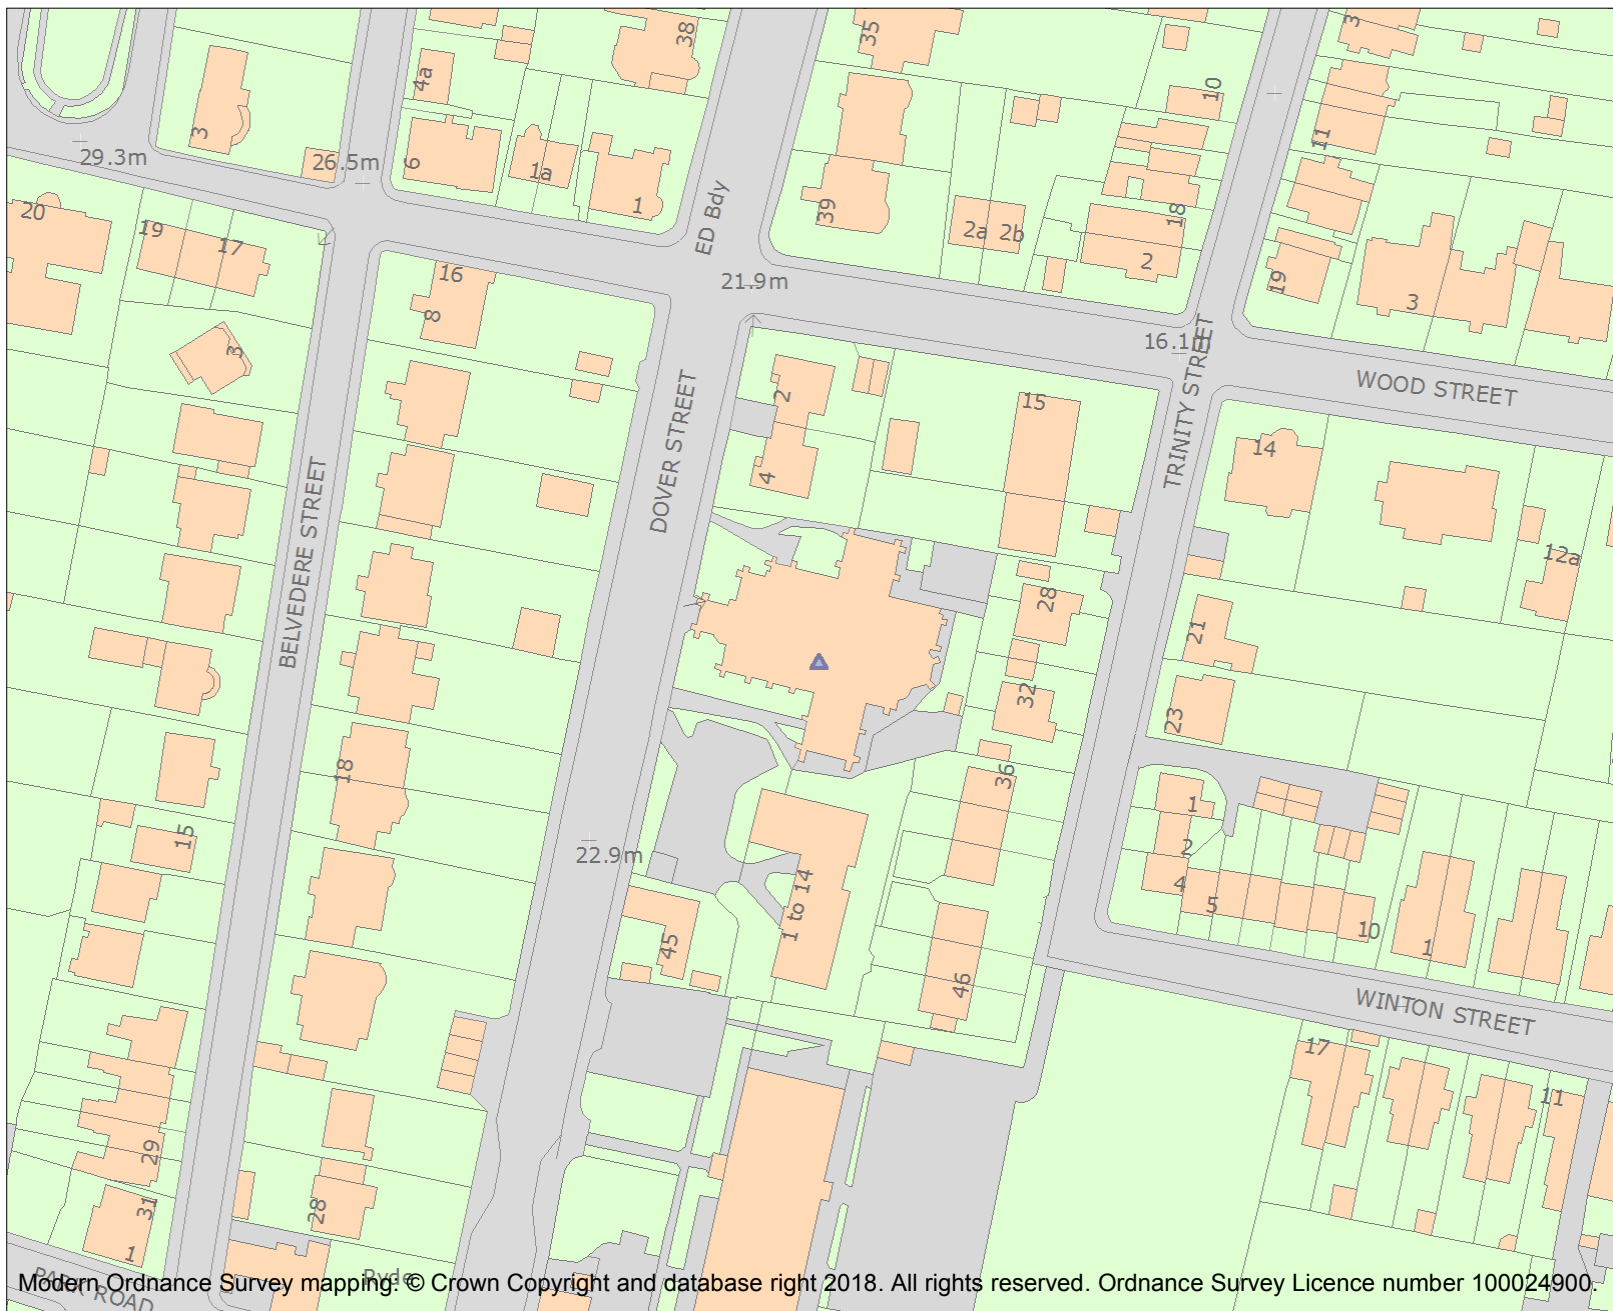 38
35
3
4a
10
3
11
29.3m
26.5m
6
1a
1
20
19
17
ED Bdy
39
2a
2b
18
2
19
3
16
8
21.9m
16.1m
TRINITY STREET
WOOD STREET
3
2
15
DOVER STREET
4
14
12a
BELVEDERE STREET
28
21
32
23
18
36
1
2
15
22.9m
4
5
10
1
1 to 14
45
46
WINTON STREET
17
11
29
31
28
1
PARK ROAD
Ryde
Modern Ordnance Survey mapping: © Crown Copyright and database right 2018. All rights reserved. Ordnance Survey Licence number 100024900.